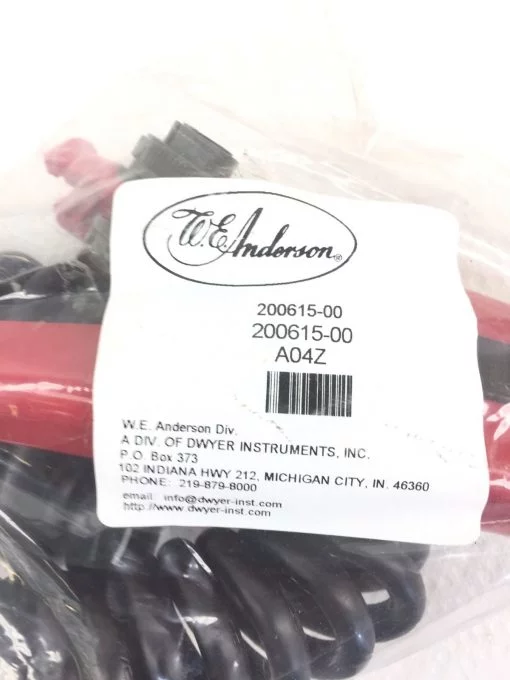 W.E. Anderson®
200615-00
200615-00
A04Z
W.E. Anderson Div.
A DIV. OF DWYER INSTRUMENTS, INC.
P.O. Box 373
102 INDIANA HWY 212, MICHIGAN CITY, IN. 46360
PHONE: 219-879-8000
email: info@dwyer-inst.com
http://www.dwyer-inst.com